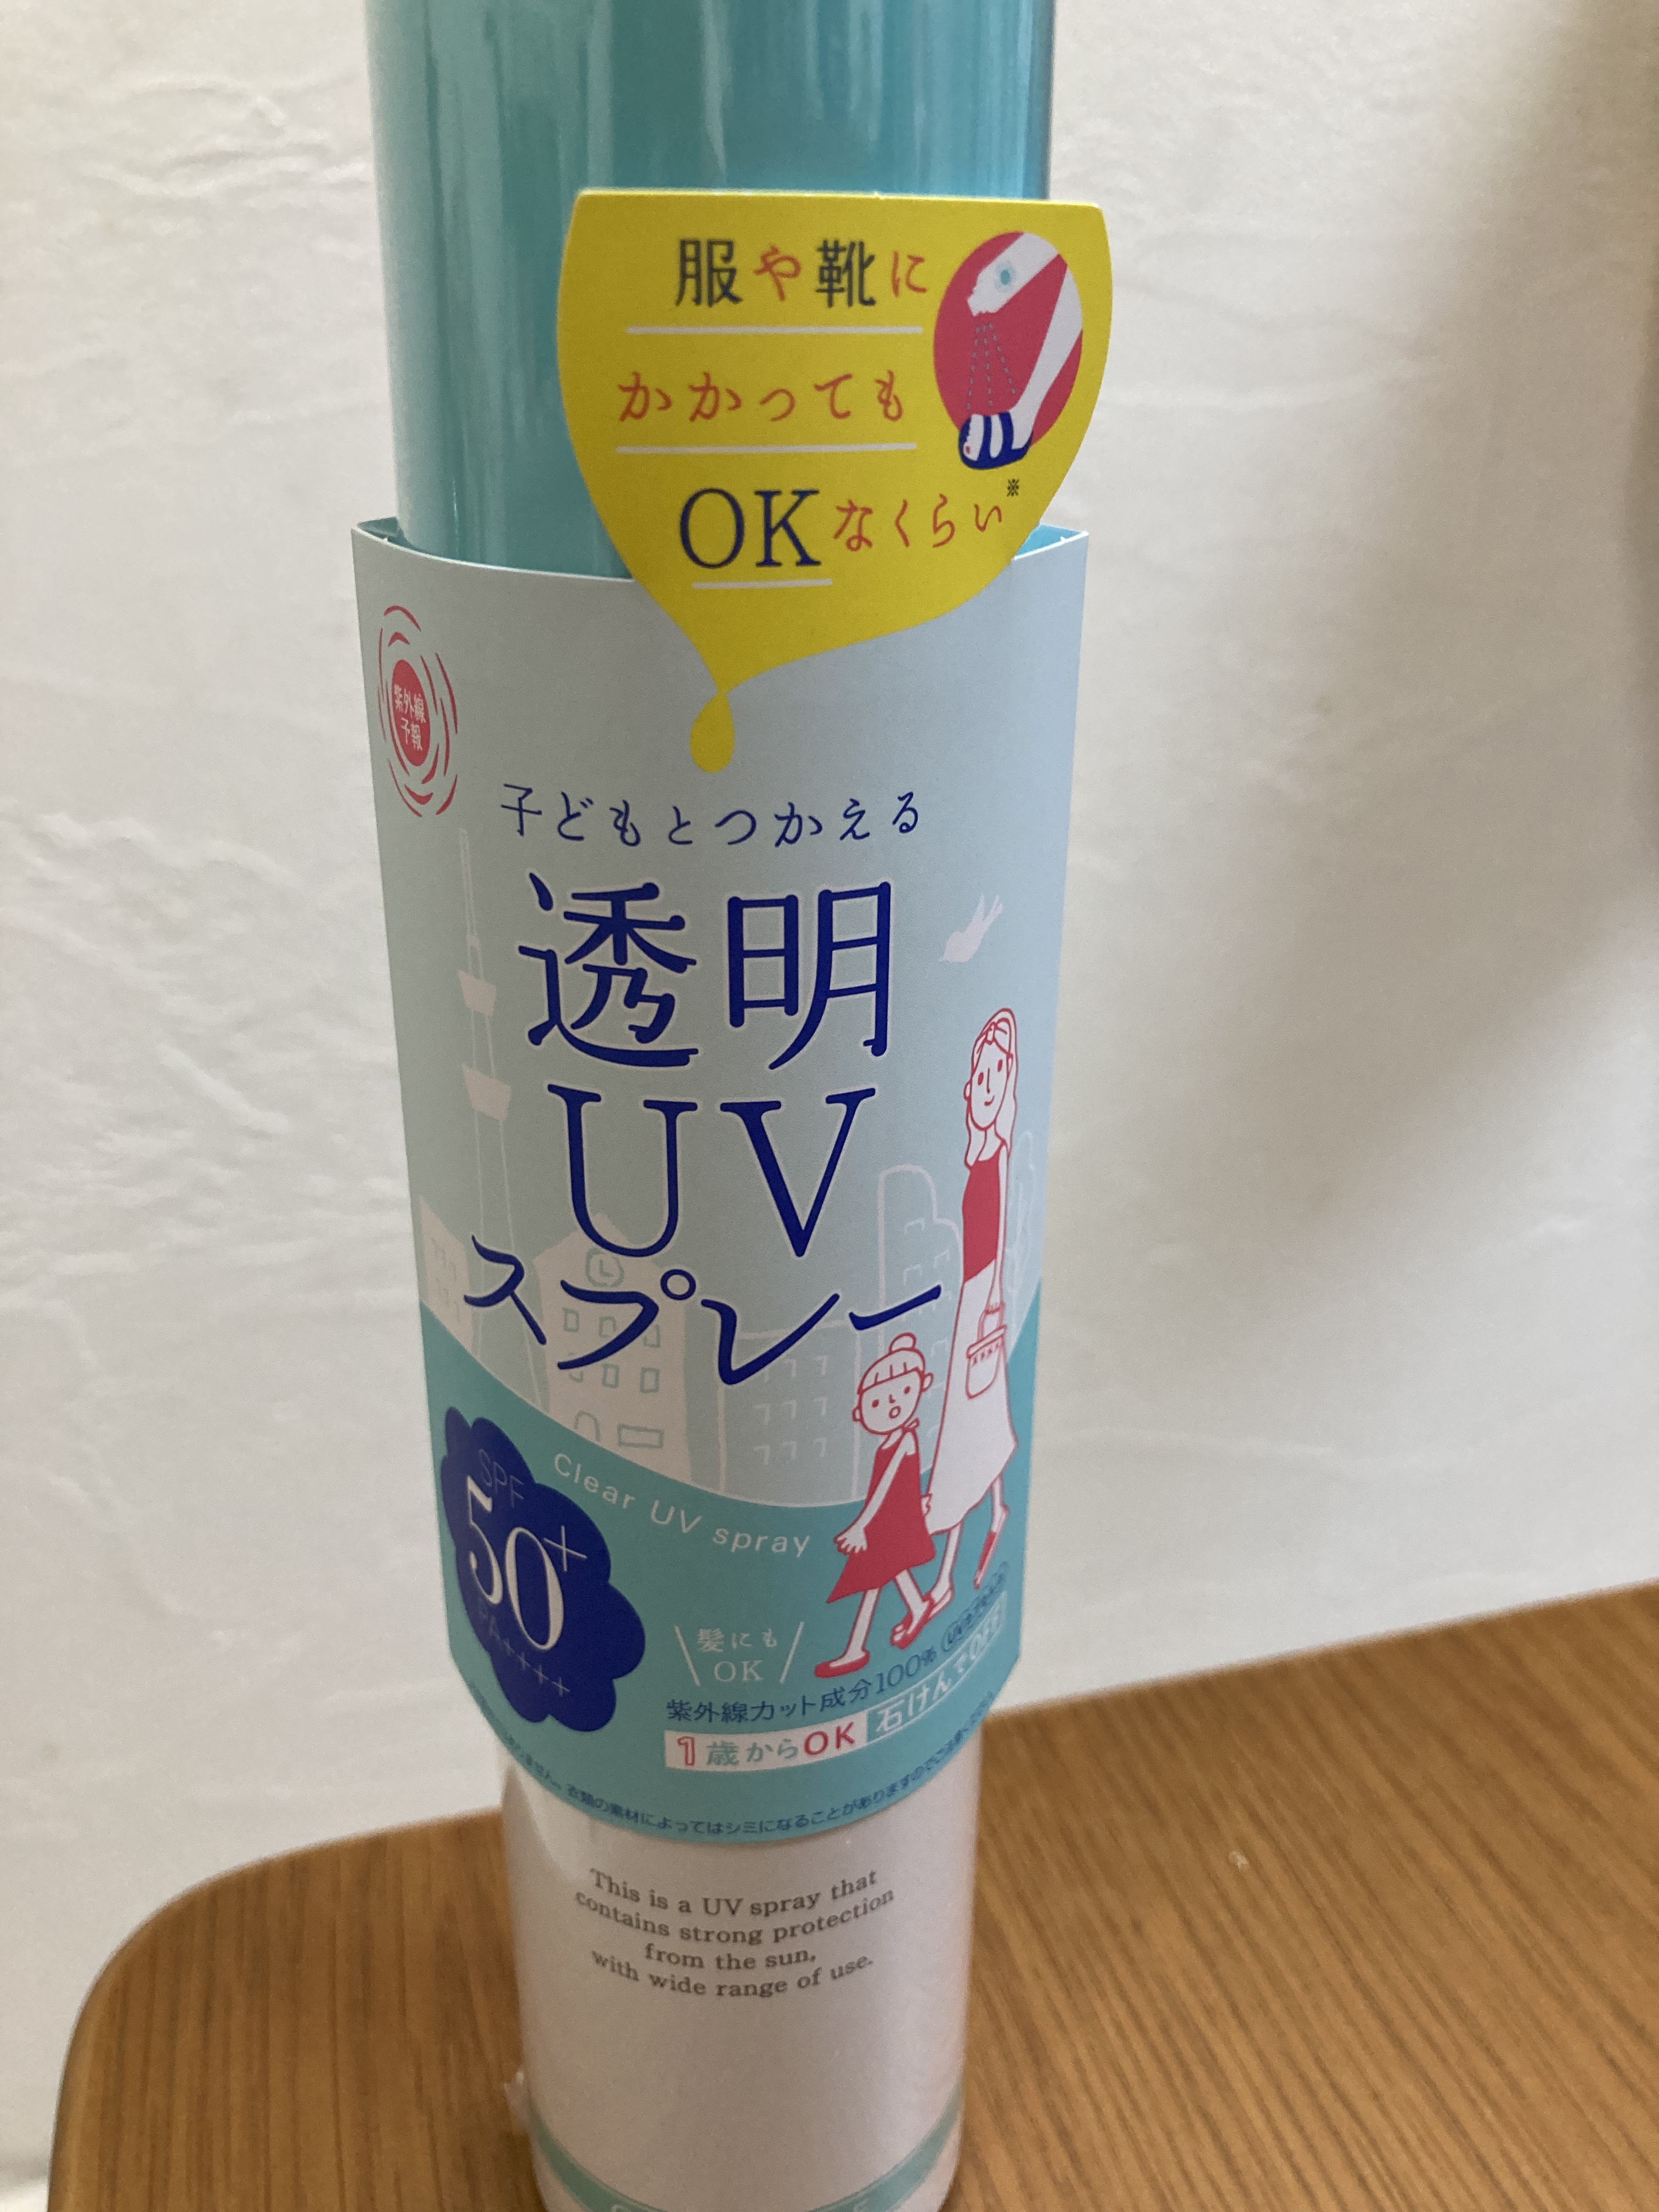 服や靴に
かかっても
OKなくらい※
紫外線
予報
子どもとつかえる
透明
UV
スプレー
Clear UV spray
SPF
50+
PA++++
髪にも
OK
紫外線カット成分100%
1歳からOK 石けんでOFF
衣類の素材によってはシミになることがありますのでご注意ください
This is a UV spray that
contains strong protection
from the sun,
with wide range of use.